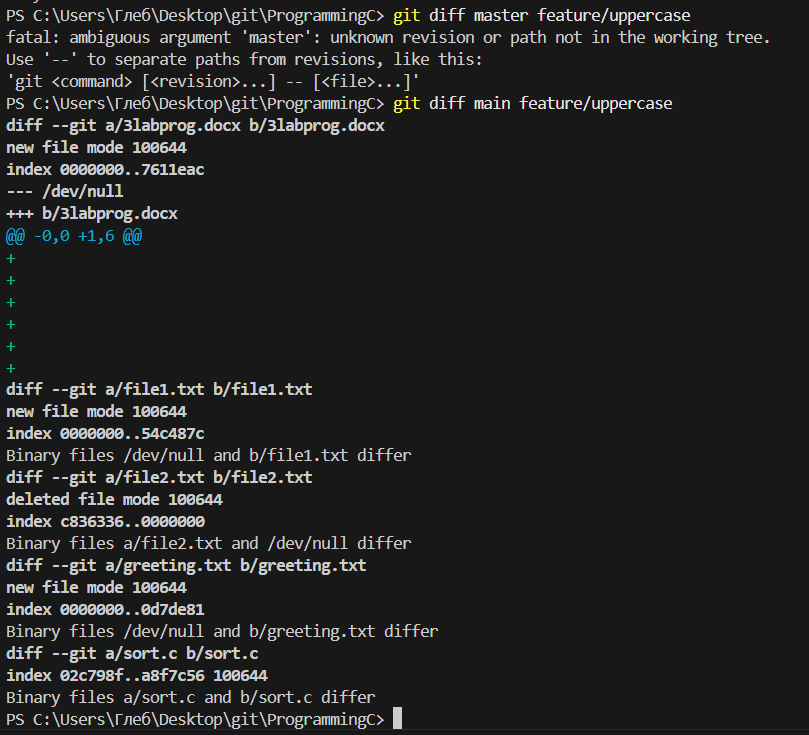 PS C:\Users\Глеб\Desktop\git\ProgrammingC> git diff master feature/uppercase
fatal: ambiguous argument 'master': unknown revision or path not in the working tree.
Use '--' to separate paths from revisions, like this:
'git <command> [<revision>...] -- [<file>...]'
PS C:\Users\Глеб\Desktop\git\ProgrammingC> git diff main feature/uppercase
diff --git a/3labprog.docx b/3labprog.docx
new file mode 100644
index 0000000..7611eac
--- /dev/null
+++ b/3labprog.docx
@@ -0,0 +1,6 @@
+
+
+
+
+
+
diff --git a/file1.txt b/file1.txt
new file mode 100644
index 0000000..54c487c
Binary files /dev/null and b/file1.txt differ
diff --git a/file2.txt b/file2.txt
deleted file mode 100644
index c836336..0000000
Binary files a/file2.txt and /dev/null differ
diff --git a/greeting.txt b/greeting.txt
new file mode 100644
index 0000000..0d7de81
Binary files /dev/null and b/greeting.txt differ
diff --git a/sort.c b/sort.c
index 02c798f..a8f7c56 100644
Binary files a/sort.c and b/sort.c differ
PS C:\Users\Глеб\Desktop\git\ProgrammingC>